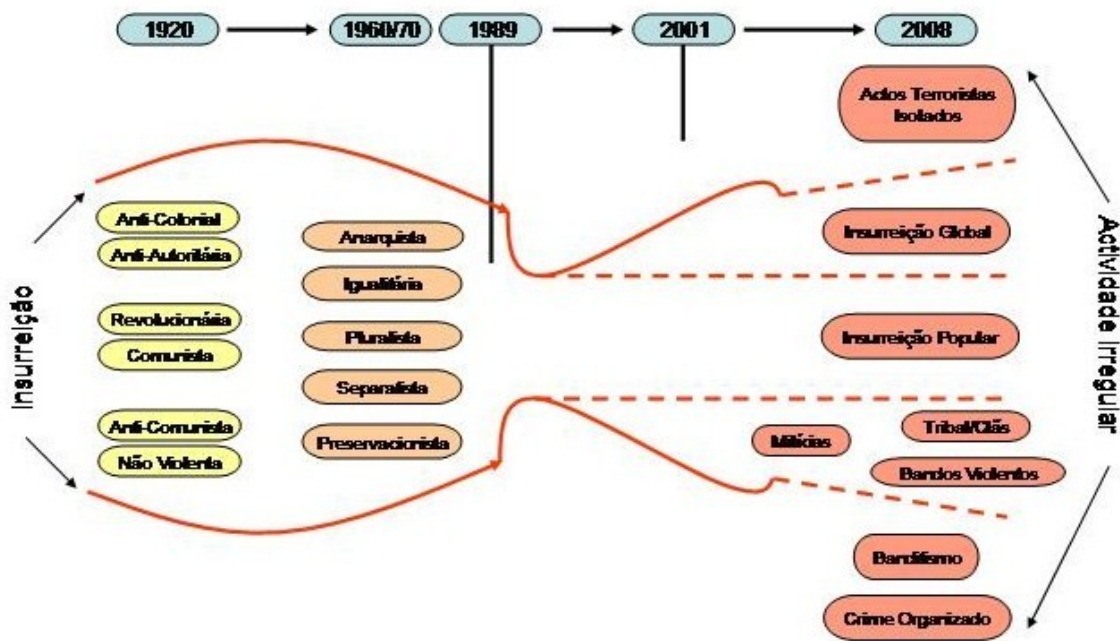 1920
1960/70
1989
2001
2008
Insurreição
Anti-Colonial
Anti-Autoritária
Revolucionária
Comunista
Anti-Comunista
Não Violenta
Anarquista
Igualitária
Pluralista
Separatista
Preservacionista
Actos Terroristas
Isolados
Insurreição Global
Insurreição Popular
Milícias
Tribal/Clãs
Bandos Violentos
Banditismo
Crime Organizado
Actividade Irregular